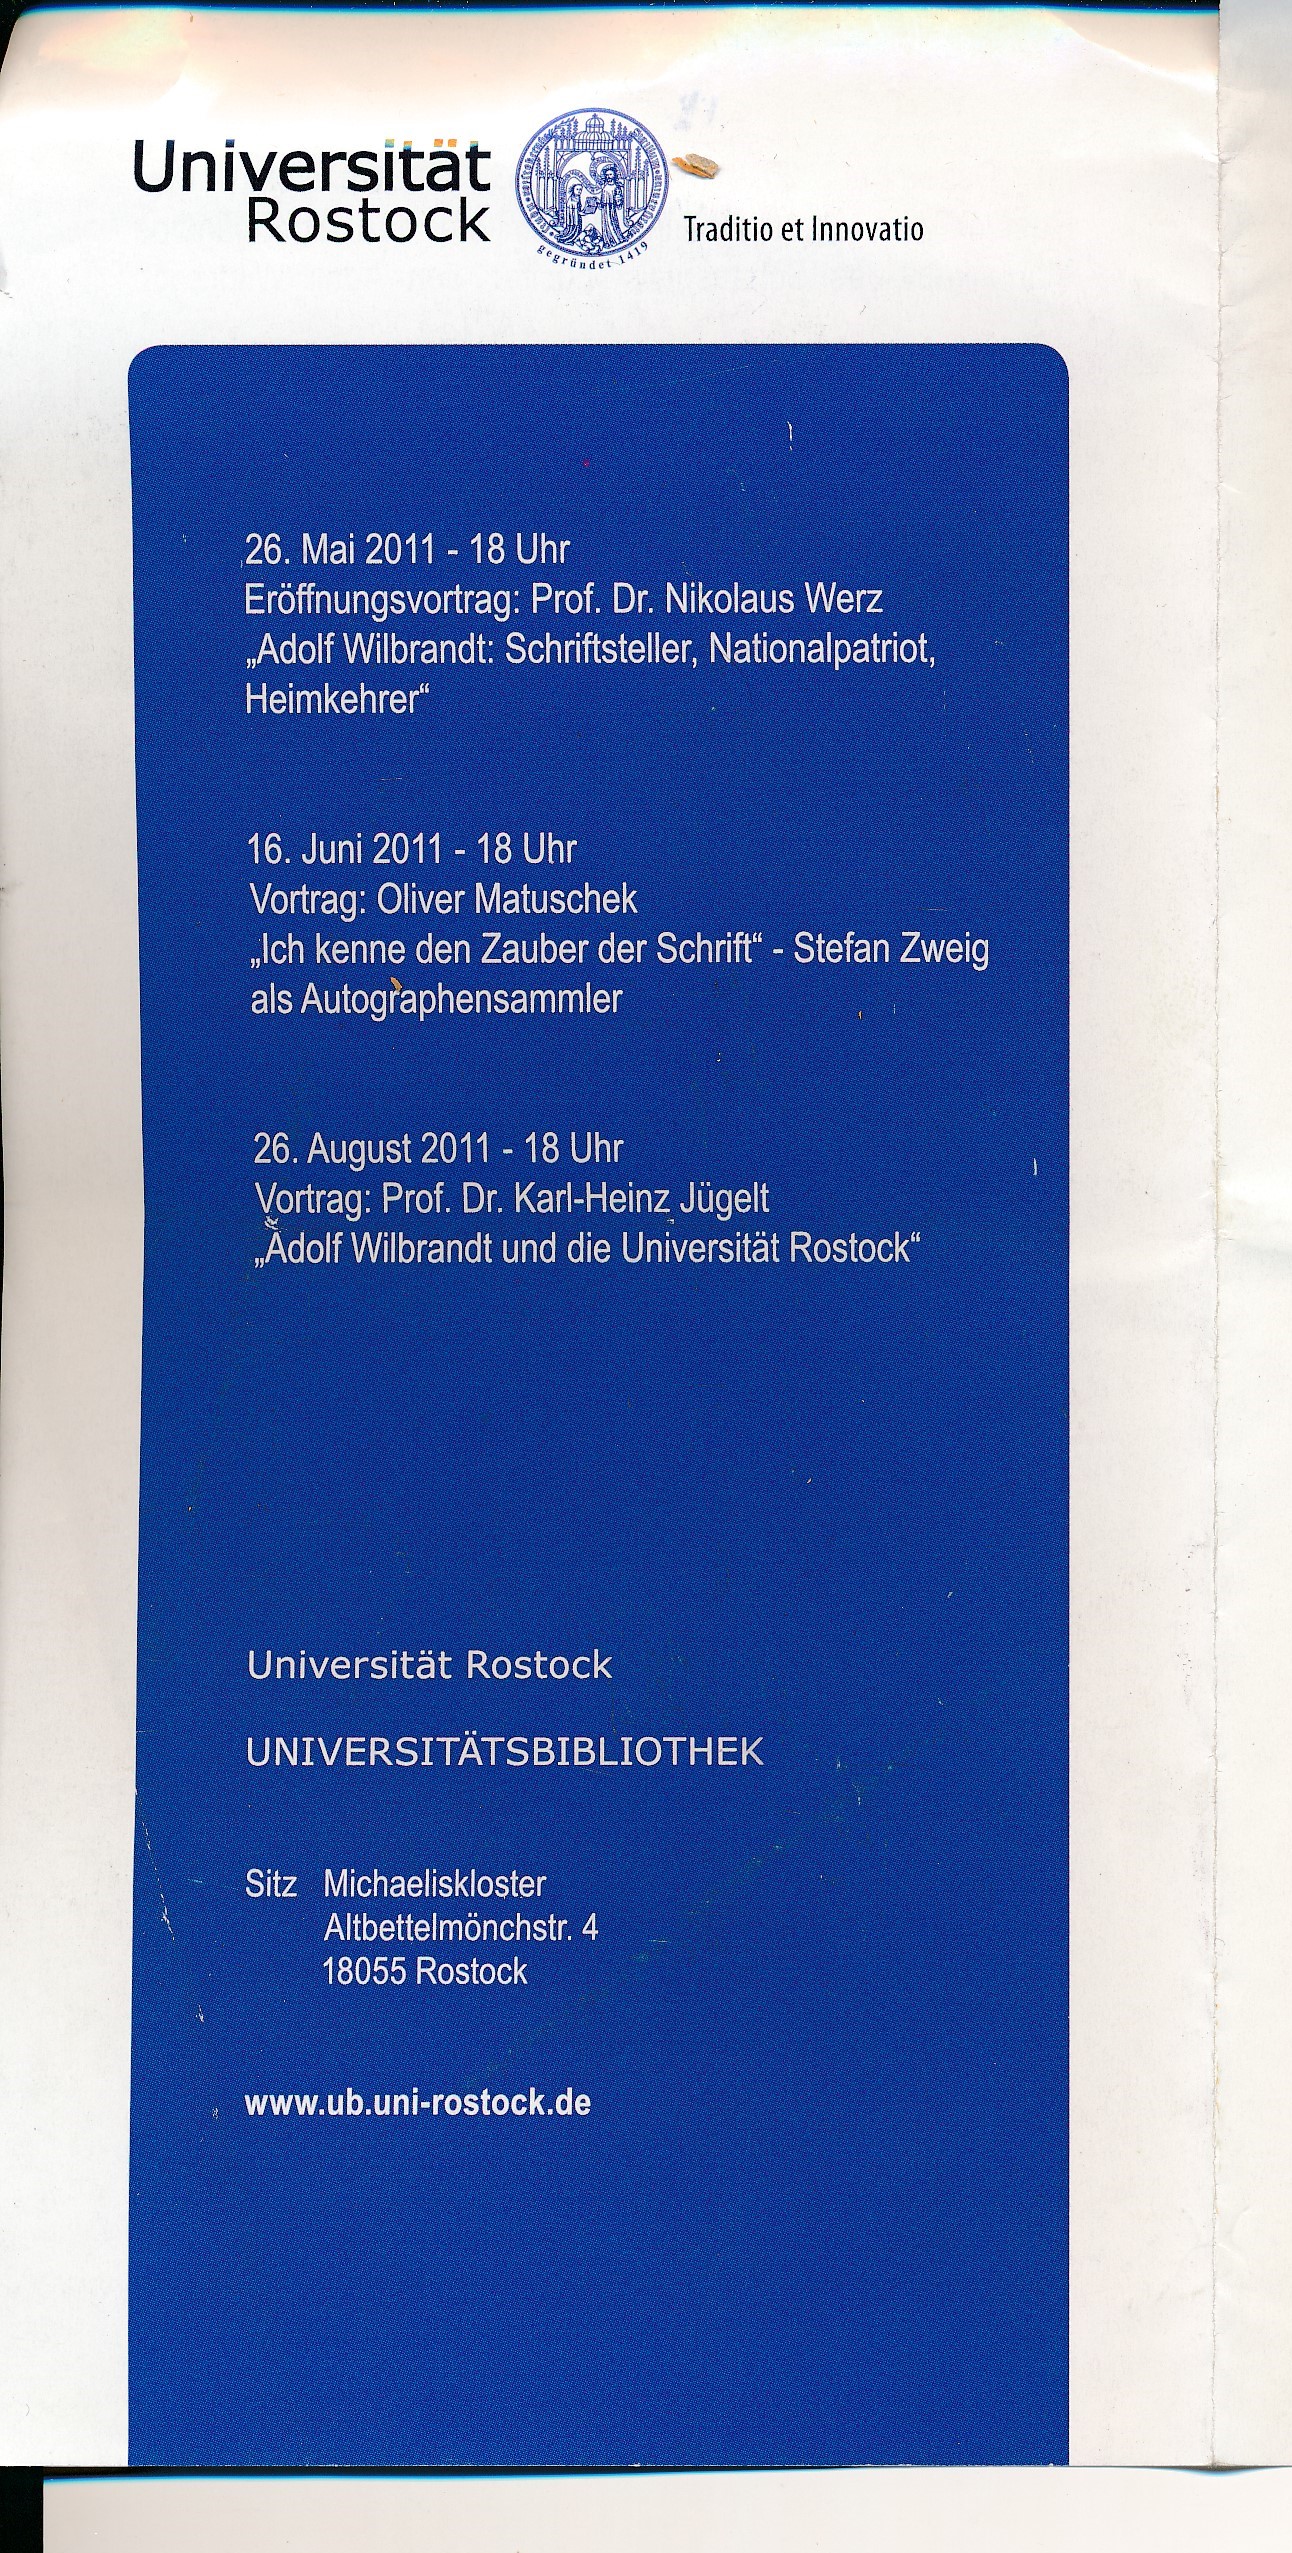 Universität
Rostock
gegründet 1419
Traditio et Innovatio
26. Mai 2011 - 18 Uhr
Eröffnungsvortrag: Prof. Dr. Nikolaus Werz
„Adolf Wilbrandt: Schriftsteller, Nationalpatriot,
Heimkehrer“
16. Juni 2011 - 18 Uhr
Vortrag: Oliver Matuschek
„Ich kenne den Zauber der Schrift“ - Stefan Zweig
als Autographensammler
26. August 2011 - 18 Uhr
Vortrag: Prof. Dr. Karl-Heinz Jügelt
„Adolf Wilbrandt und die Universität Rostock“
Universität Rostock
UNIVERSITÄTSBIBLIOTHEK
Sitz Michaeliskloster
Altbettelmönchstr. 4
18055 Rostock
www.ub.uni-rostock.de